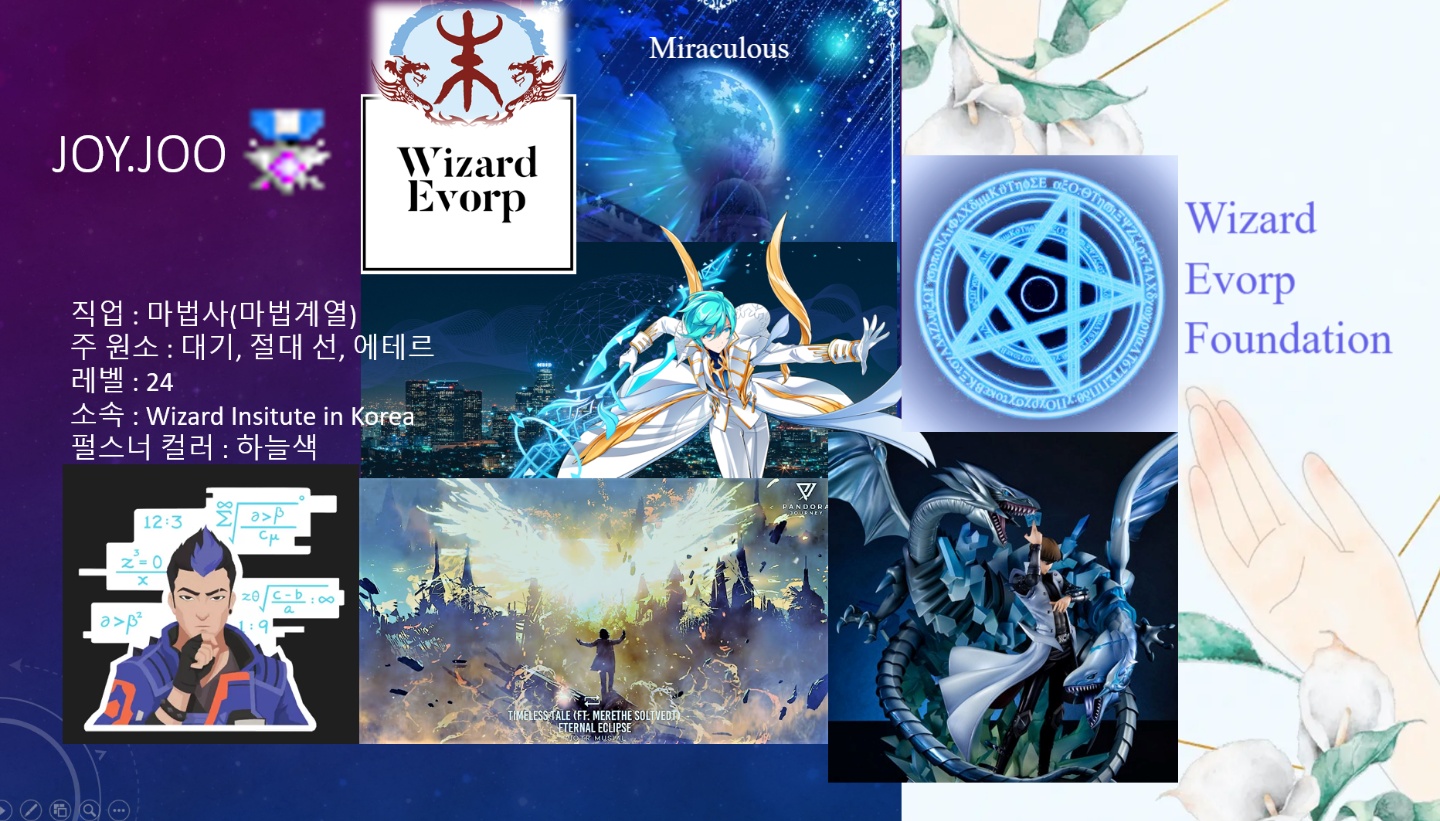 JOY.JOO
직업 : 마법사(마법계열)
주 원소 : 대기, 절대 선, 에테르
레벨 : 24
소속 : Wizard Insitute in Korea
펄스너 컬러 : 하늘색
12:3
∂>β
cμ
z³=0
x
∂>β²
zθ√
c-b
a
:∞
1:9
Wizard
Evorp
Miraculous
PANDORA
JOURNEY
TIMELESS TALE (FT. MERETHE SOLTVEDT)
ETERNAL ECLIPSE
Wizard
Evorp
Foundation